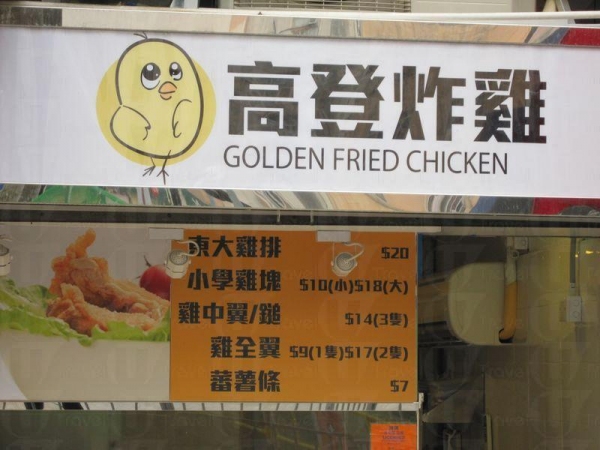 高登炸雞
GOLDEN FRIED CHICKEN
東大雞排 $20
小學雞塊 $10(小)$18(大)
雞中翼/鎚 $14(3隻)
雞全翼 $9(1隻)$17(2隻)
蕃薯條 $7